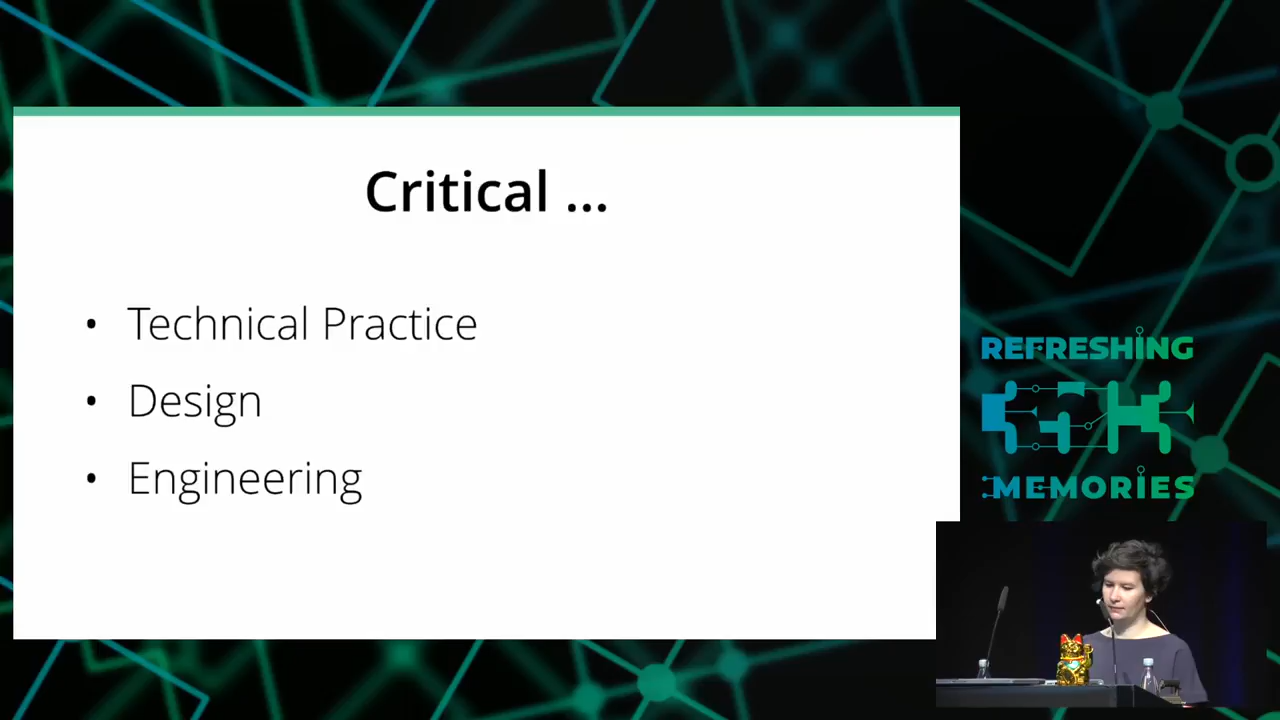 Critical ...
• Technical Practice
• Design
• Engineering
REFRESHING
MEMORIES